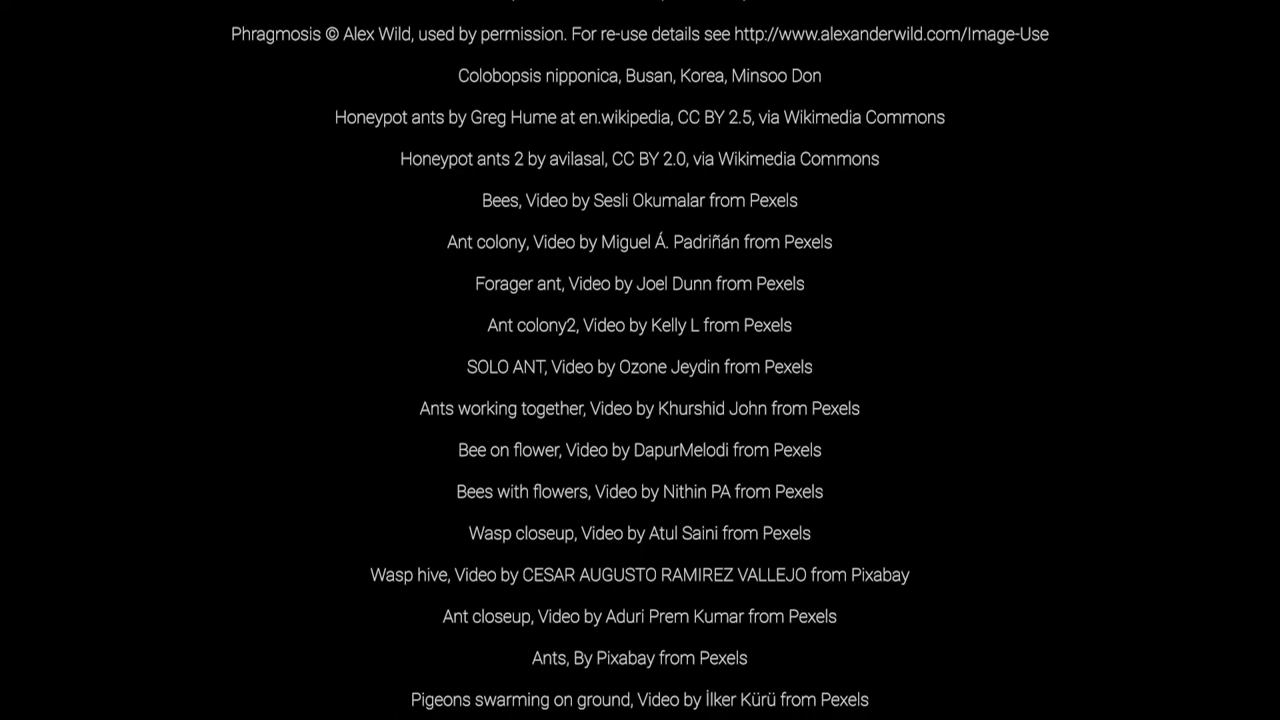 Phragmosis © Alex Wild, used by permission. For re-use details see http://www.alexanderwild.com/Image-Use
Colobopsis nipponica, Busan, Korea, Minsoo Don
Honeypot ants by Greg Hume at en.wikipedia, CC BY 2.5, via Wikimedia Commons
Honeypot ants 2 by avilasal, CC BY 2.0, via Wikimedia Commons
Bees, Video by Sesli Okumalar from Pexels
Ant colony, Video by Miguel Á. Padriñán from Pexels
Forager ant, Video by Joel Dunn from Pexels
Ant colony2, Video by Kelly L from Pexels
SOLO ANT, Video by Ozone Jeydin from Pexels
Ants working together, Video by Khurshid John from Pexels
Bee on flower, Video by DapurMelodi from Pexels
Bees with flowers, Video by Nithin PA from Pexels
Wasp closeup, Video by Atul Saini from Pexels
Wasp hive, Video by CESAR AUGUSTO RAMIREZ VALLEJO from Pixabay
Ant closeup, Video by Aduri Prem Kumar from Pexels
Ants, By Pixabay from Pexels
Pigeons swarming on ground, Video by İlker Kürü from Pexels